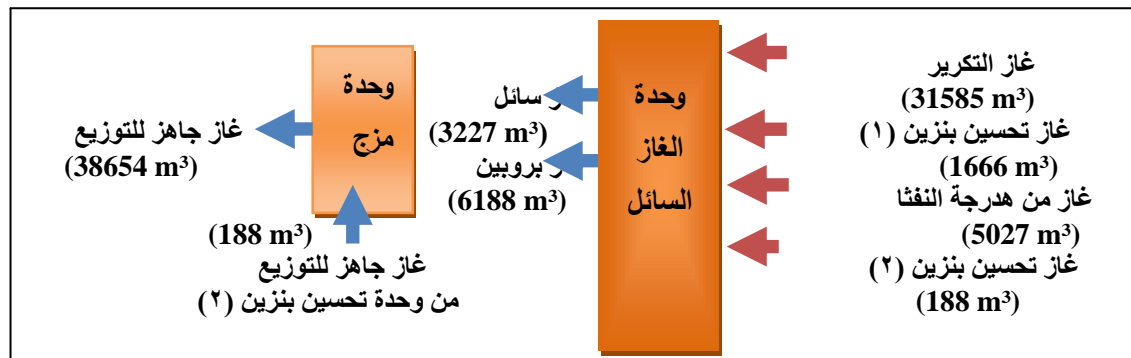 غاز التكرير
(31585 m³)
غاز تحسين بنزين (١)
(1666 m³)
غاز من هدرجة النفثا
(5027 m³)
غاز تحسين بنزين (٢)
(188 m³)
وحدة
الغاز
السائل
سائل
(3227 m³)
بروبين
(6188 m³)
وحدة
مزج
غاز جاهز للتوزيع
(38654 m³)
(188 m³)
غاز جاهز للتوزيع
من وحدة تحسين بنزين (٢)